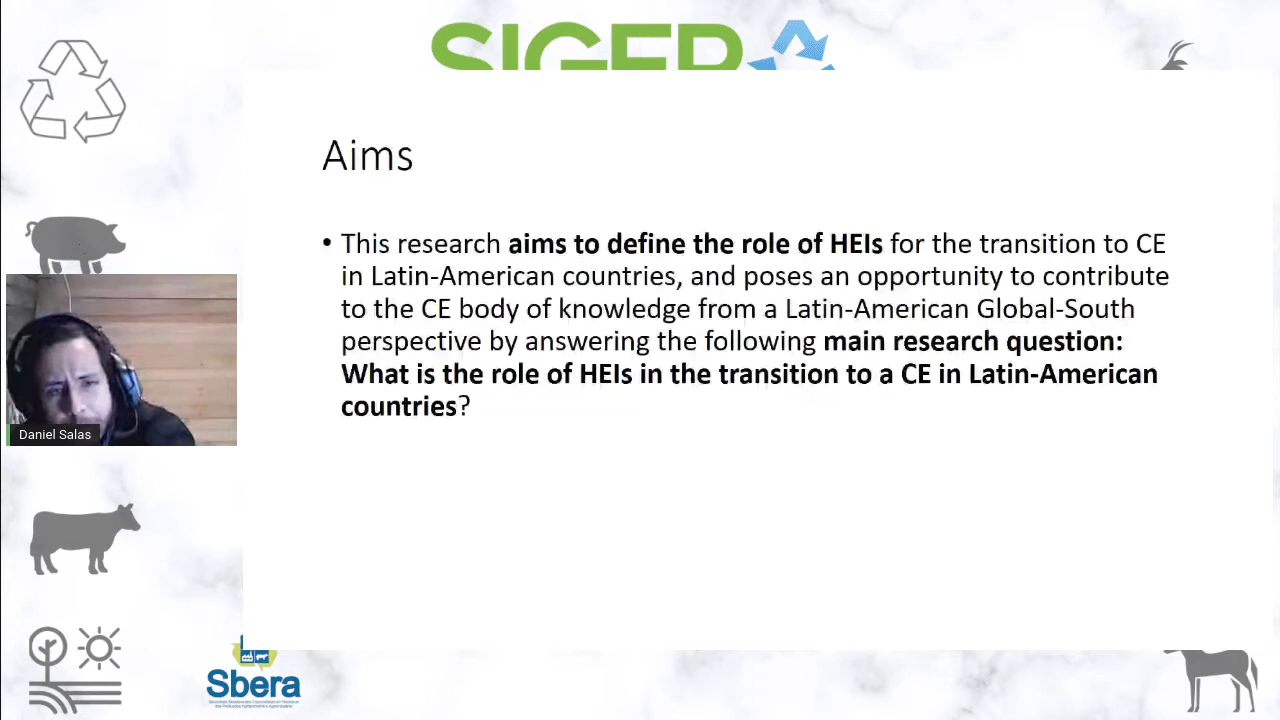 SIGER
Aims
• This research aims to define the role of HEIs for the transition to CE
in Latin-American countries, and poses an opportunity to contribute
to the CE body of knowledge from a Latin-American Global-South
perspective by answering the following main research question:
What is the role of HEIs in the transition to a CE in Latin-American
countries?
Daniel Salas
Sbera